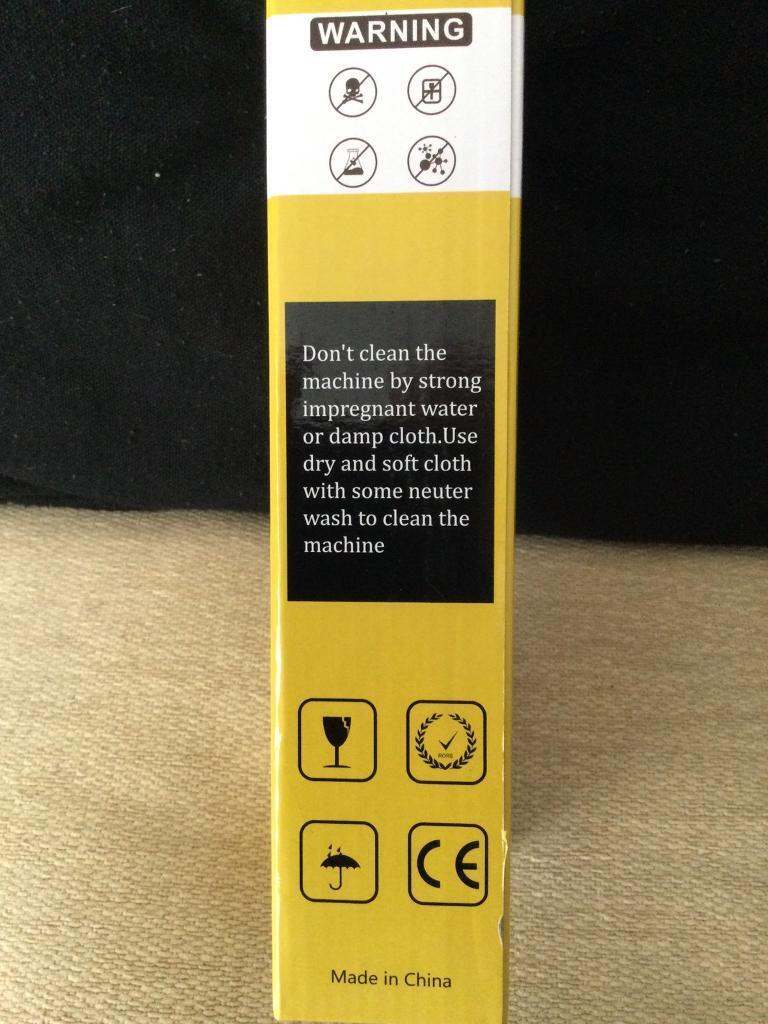 WARNING
Don't clean the
machine by strong
impregnant water
or damp cloth.Use
dry and soft cloth
with some neuter
wash to clean the
machine
ROHS
CE
Made in China